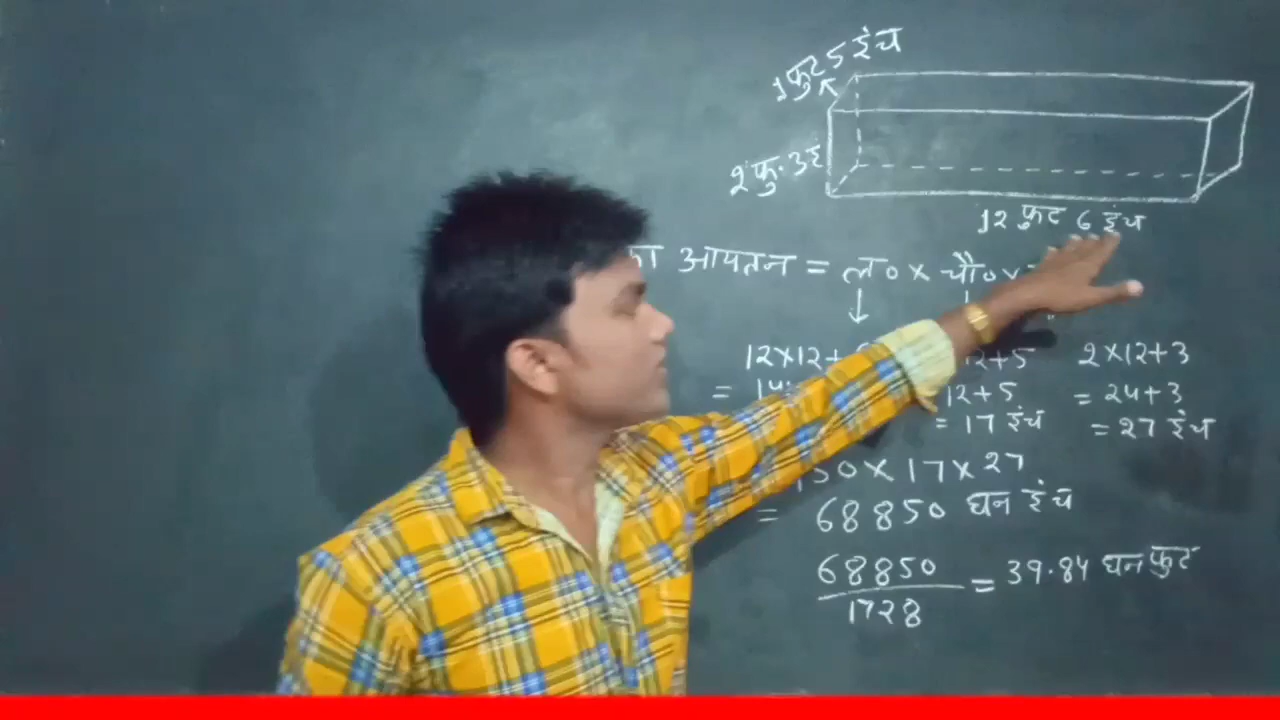 1 फुट 5 इंच
2 फु. 3 इं
12 फुट 6 इंच
का आयतन = ल० x चौ० x
12x12+ 12+5 2x12+3
= 12+5 = 24+3
= 17 इंच = 27 इंच
150 x 17 x 27
= 68850 घन इंच
68850
1728
= 39.84 घन फुट